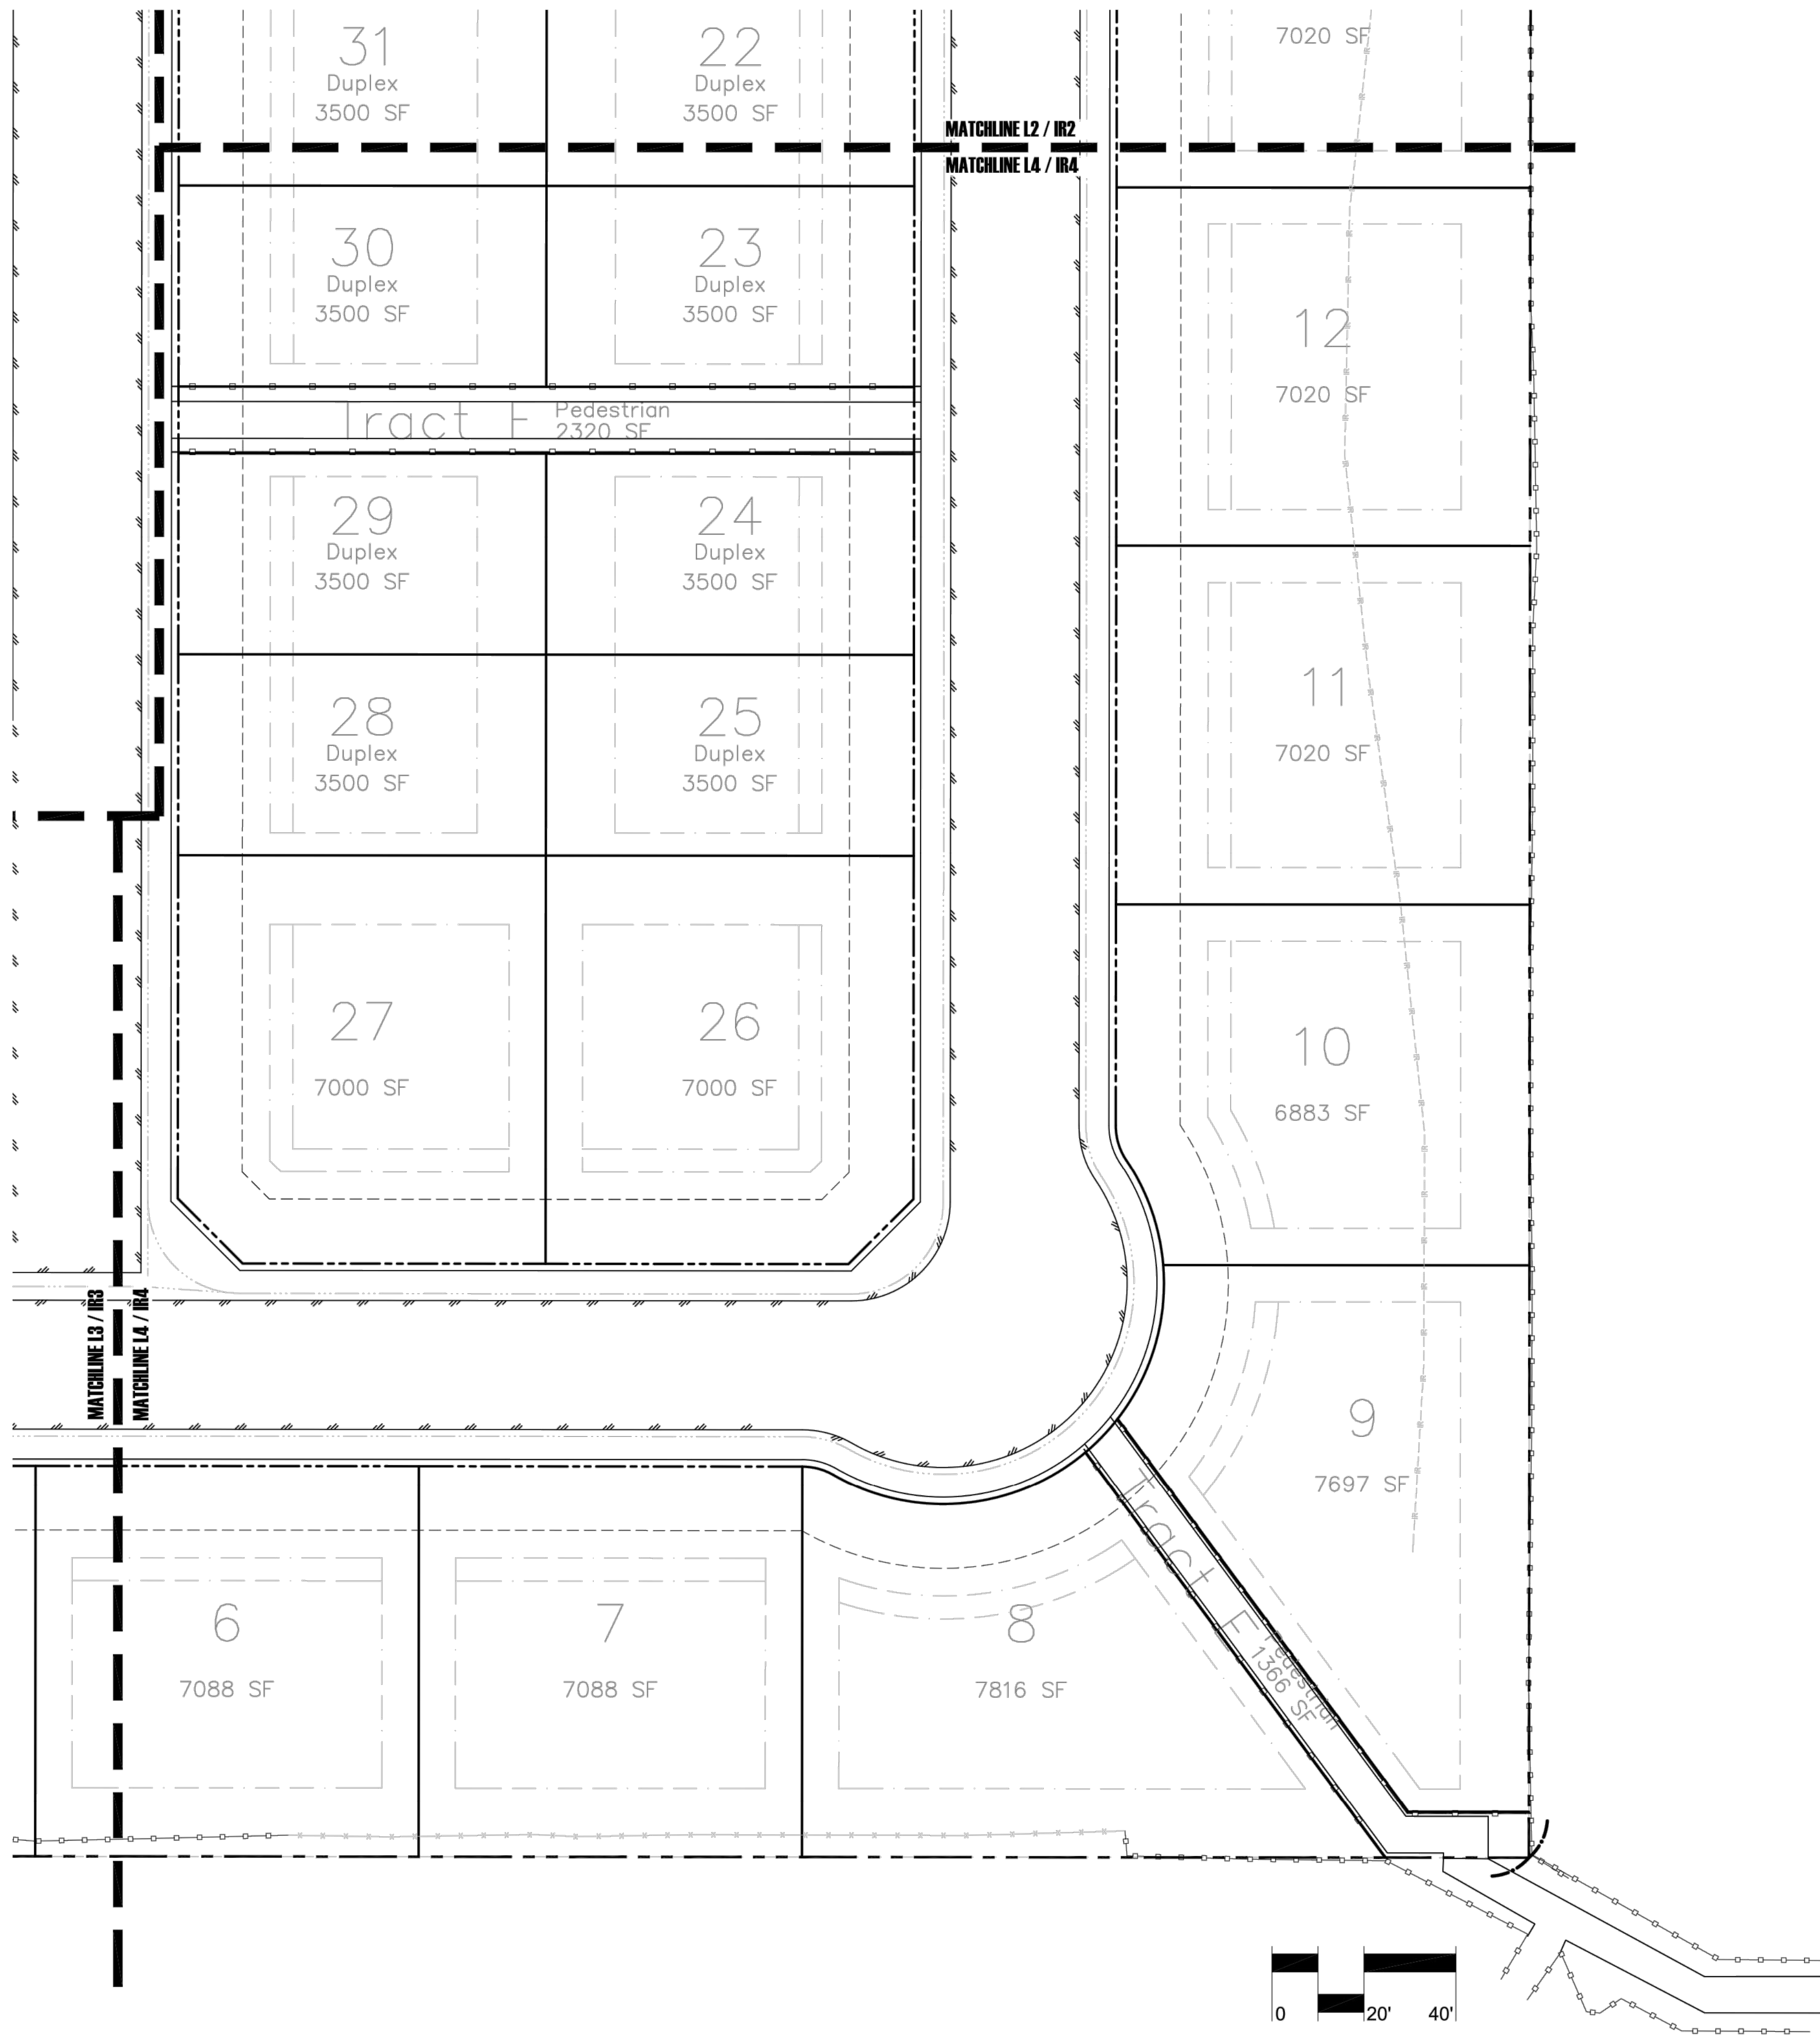 31
Duplex
3500 SF
22
Duplex
3500 SF
7020 SF
MATCHLINE L2 / IR2
MATCHLINE L4 / IR4
30
Duplex
3500 SF
23
Duplex
3500 SF
12
7020 SF
Tract F
Pedestrian
2320 SF
29
Duplex
3500 SF
24
Duplex
3500 SF
28
Duplex
3500 SF
25
Duplex
3500 SF
11
7020 SF
27
7000 SF
26
7000 SF
10
6883 SF
MATCHLINE L3 / IR3
MATCHLINE L4 / IR4
9
7697 SF
Tract E
Pedestrian
1366 SF
6
7088 SF
7
7088 SF
8
7816 SF
0 20' 40'